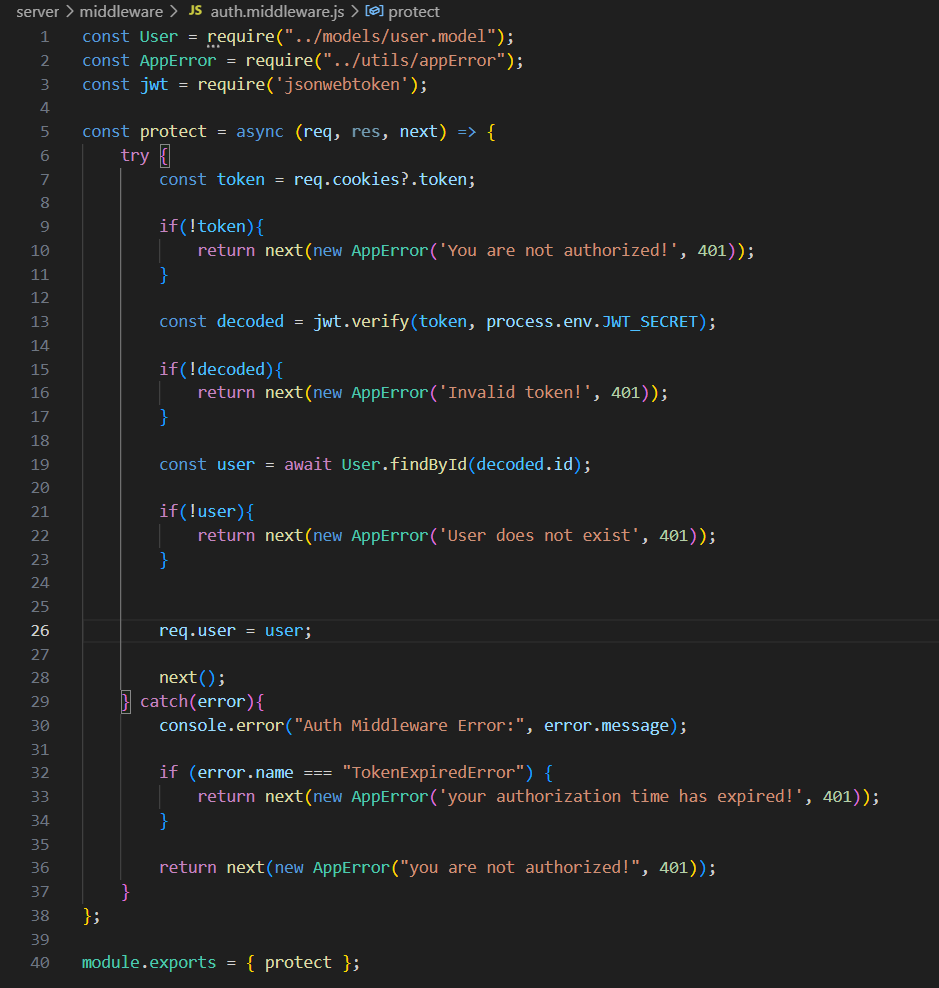 server > middleware > JS auth.middleware.js > protect
1 const User = require("../models/user.model");
2 const AppError = require("../utils/appError");
3 const jwt = require('jsonwebtoken');
4
5 const protect = async (req, res, next) => {
6     try {
7         const token = req.cookies?.token;
8
9         if(!token){
10             return next(new AppError('You are not authorized!', 401));
11         }
12
13         const decoded = jwt.verify(token, process.env.JWT_SECRET);
14
15         if(!decoded){
16             return next(new AppError('Invalid token!', 401));
17         }
18
19         const user = await User.findById(decoded.id);
20
21         if(!user){
22             return next(new AppError('User does not exist', 401));
23         }
24
25
26         req.user = user;
27
28         next();
29     } catch(error){
30         console.error("Auth Middleware Error:", error.message);
31
32         if (error.name === "TokenExpiredError") {
33             return next(new AppError('your authorization time has expired!', 401));
34         }
35
36         return next(new AppError("you are not authorized!", 401));
37     }
38 };
39
40 module.exports = { protect };